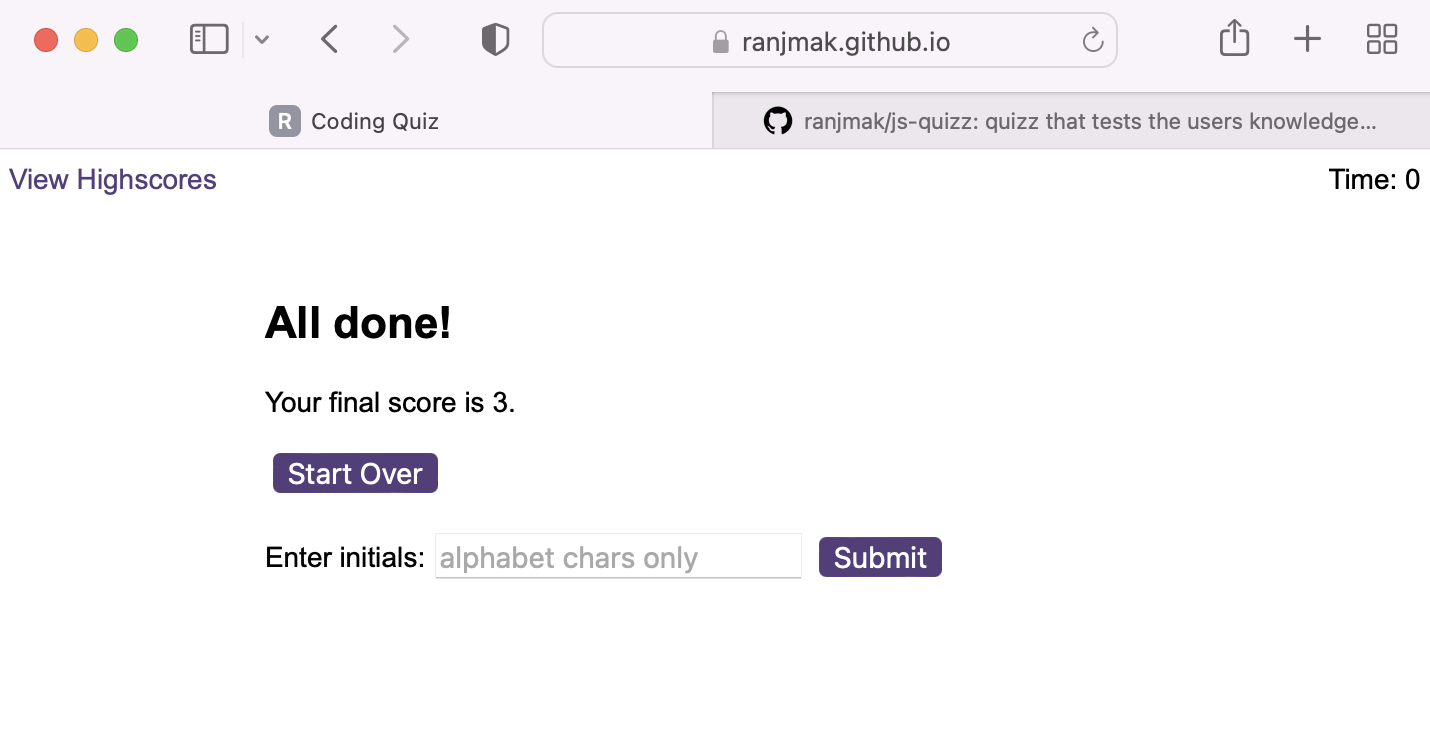 ranjmak.github.io
R Coding Quiz
ranjmak/js-quizz: quizz that tests the users knowledge...
View Highscores
Time: 0
All done!
Your final score is 3.
Start Over
Enter initials: alphabet chars only Submit